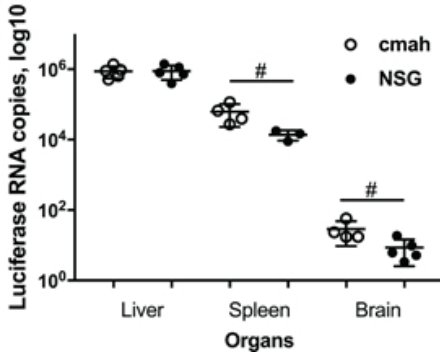 Luciferase RNA copies, log10
10⁶
10⁴
10²
10⁰
#
#
cmah
NSG
Liver Spleen Brain
Organs